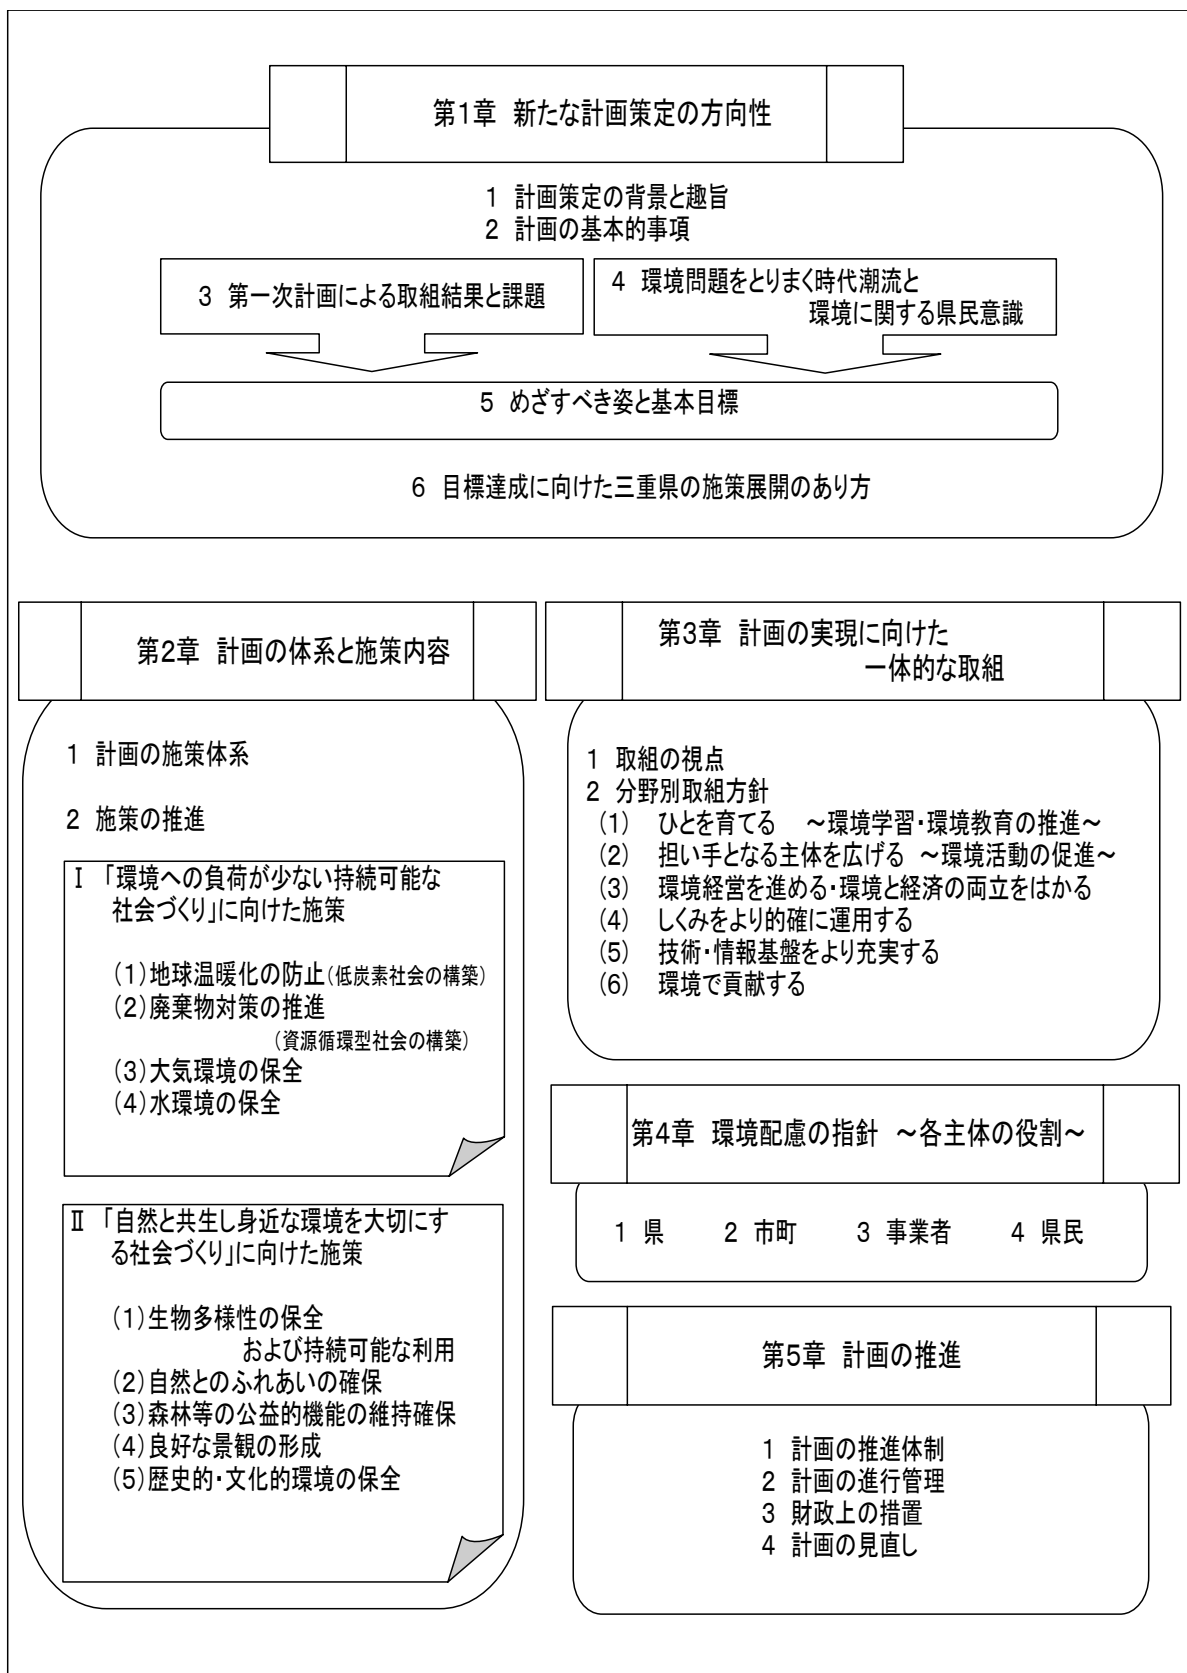 第1章 新たな計画策定の方向性
1 計画策定の背景と趣旨
2 計画の基本的事項
3 第一次計画による取組結果と課題
4 環境問題をとりまく時代潮流と
環境に関する県民意識
5 めざすべき姿と基本目標
6 目標達成に向けた三重県の施策展開のあり方
第2章 計画の体系と施策内容
1 計画の施策体系
2 施策の推進
Ⅰ 「環境への負荷が少ない持続可能な
社会づくり」に向けた施策
(1)地球温暖化の防止(低炭素社会の構築)
(2)廃棄物対策の推進
(資源循環型社会の構築)
(3)大気環境の保全
(4)水環境の保全
Ⅱ 「自然と共生し身近な環境を大切にす
る社会づくり」に向けた施策
(1)生物多様性の保全
および持続可能な利用
(2)自然とのふれあいの確保
(3)森林等の公益的機能の維持確保
(4)良好な景観の形成
(5)歴史的・文化的環境の保全
第3章 計画の実現に向けた
一体的な取組
1 取組の視点
2 分野別取組方針
(1) ひとを育てる ～環境学習・環境教育の推進～
(2) 担い手となる主体を広げる ～環境活動の促進～
(3) 環境経営を進める・環境と経済の両立をはかる
(4) しくみをより的確に運用する
(5) 技術・情報基盤をより充実する
(6) 環境で貢献する
第4章 環境配慮の指針 ～各主体の役割～
1 県 2 市町 3 事業者 4 県民
第5章 計画の推進
1 計画の推進体制
2 計画の進行管理
3 財政上の措置
4 計画の見直し